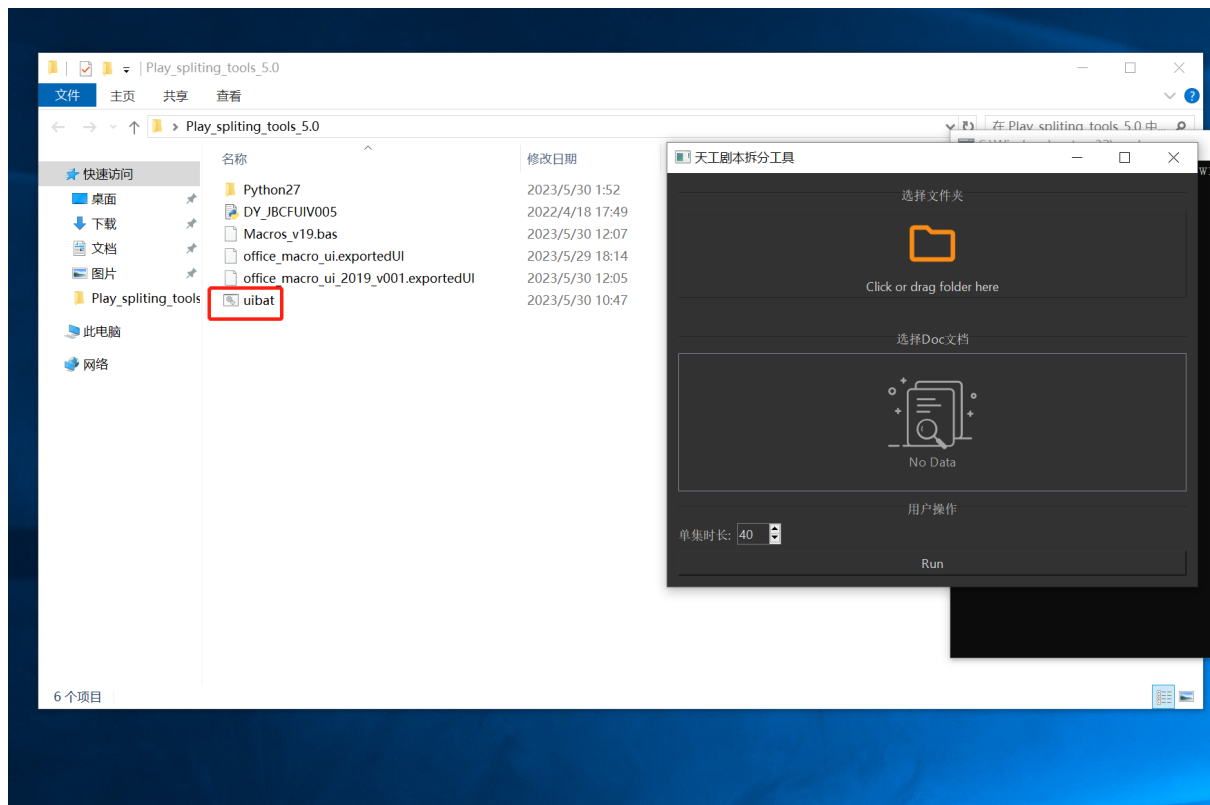 Play_spliting_tools_5.0
文件 主页 共享 查看
Play_spliting_tools_5.0
在 Play_spliting_tools_5.0 中...
名称 修改日期
快速访问
桌面
下载
文档
图片
Play_spliting_tools
此电脑
网络
Python27 2023/5/30 1:52
DY_JBCFUIV005 2022/4/18 17:49
Macros_v19.bas 2023/5/30 12:07
office_macro_ui.exportedUI 2023/5/29 18:14
office_macro_ui_2019_v001.exportedUI 2023/5/30 12:05
uibat 2023/5/30 10:47
6 个项目
天工剧本拆分工具
选择文件夹
Click or drag folder here
选择Doc文档
No Data
用户操作
单集时长: 40
Run